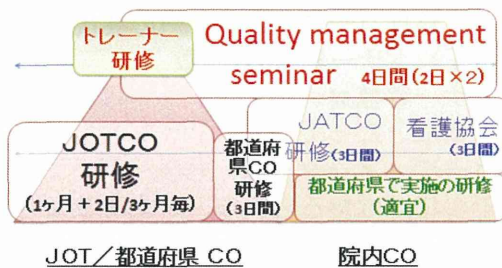 トレーナー
研修
Quality management
seminar 4日間(2日×2)
JOTCO
研修
(1ヶ月+2日/3ヶ月毎)
都道府
県CO
研修
(3日間)
JATCO
研修(3日間)
看護協会
(3日間)
都道府県で実施の研修
(適宜)
JOT/都道府県 CO
院内CO